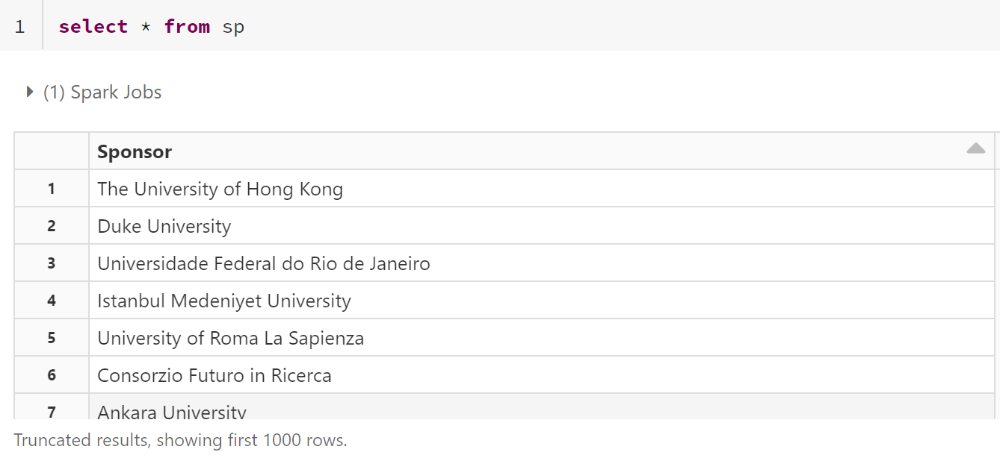 1 select * from sp
(1) Spark Jobs
Sponsor
1 The University of Hong Kong
2 Duke University
3 Universidade Federal do Rio de Janeiro
4 Istanbul Medeniyet University
5 University of Roma La Sapienza
6 Consorzio Futuro in Ricerca
7 Ankara University
Truncated results, showing first 1000 rows.